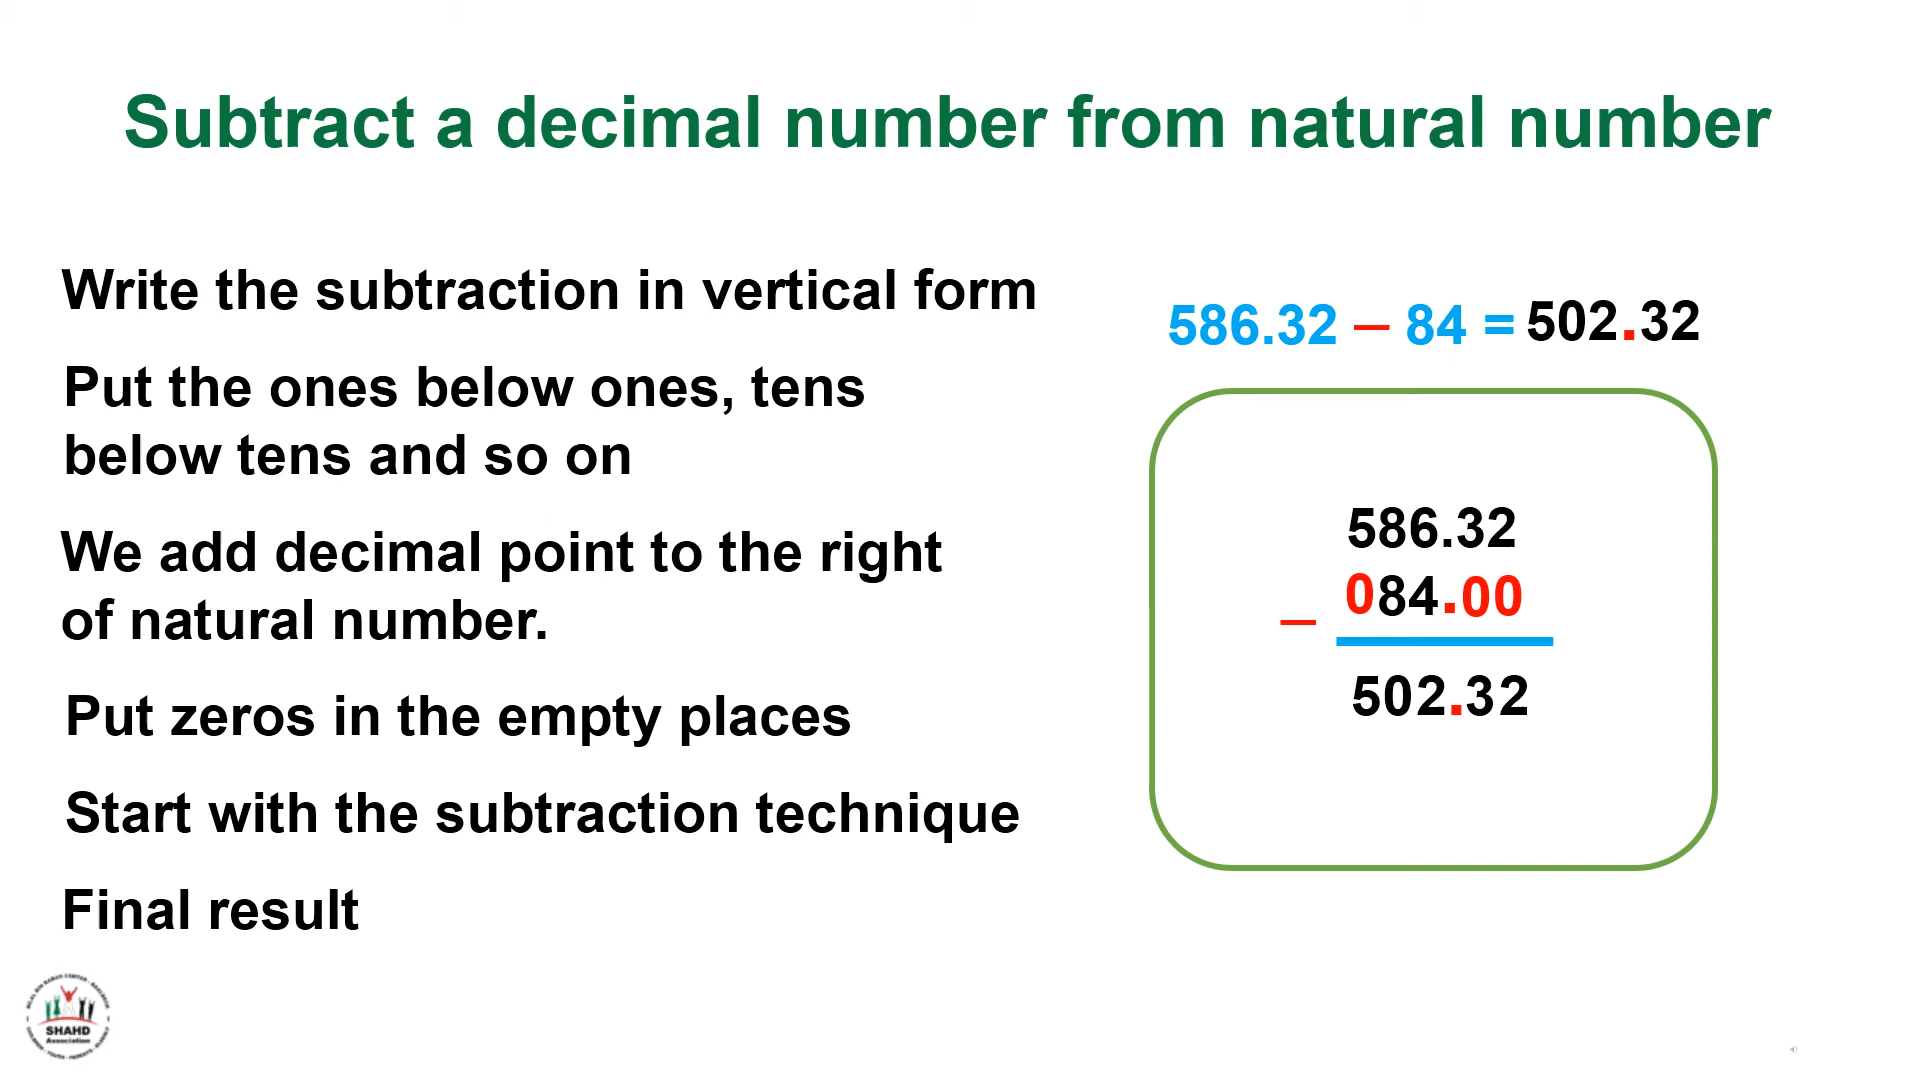 Subtract a decimal number from natural number
Write the subtraction in vertical form
Put the ones below ones, tens
below tens and so on
We add decimal point to the right
of natural number.
Put zeros in the empty places
Start with the subtraction technique
Final result
586.32 – 84 = 502.32
586.32
– 084.00
502.32
SHAHD
Association